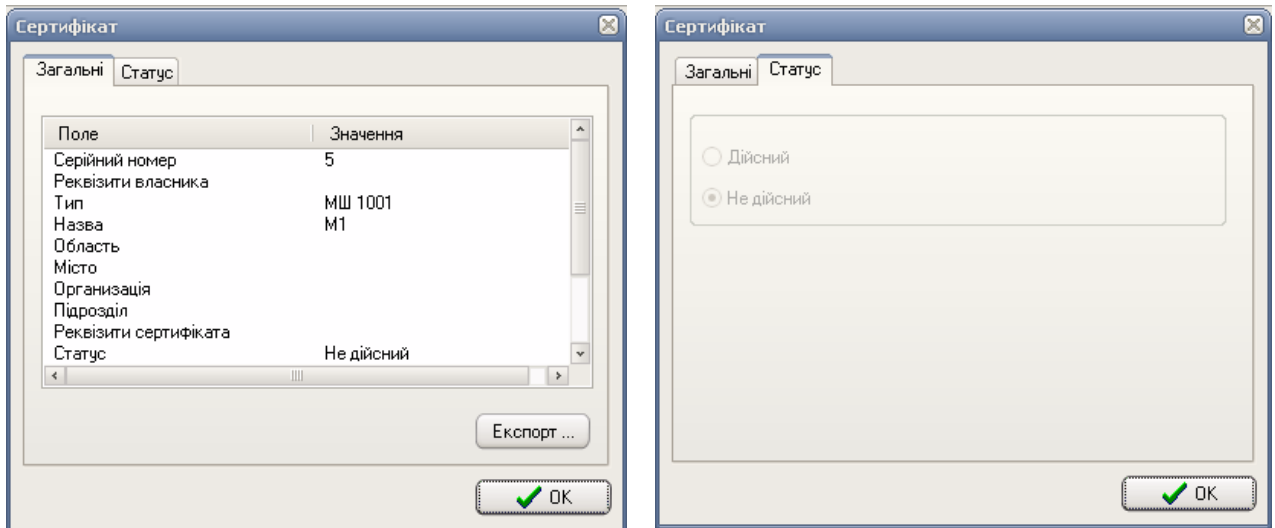 Сертифікат
Загальні Статус
Поле Значення
Серійний номер 5
Реквізити власника
Тип МШ 1001
Назва М1
Область
Місто
Организація
Підрозділ
Реквізити сертифіката
Статус Не дійсний
Експорт ...
OK
Сертифікат
Загальні Статус
Дійсний
Не дійсний
OK